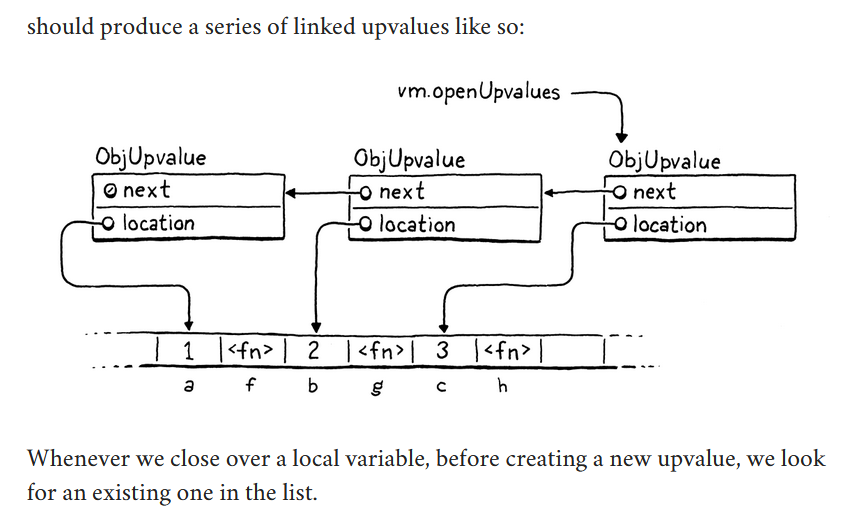 should produce a series of linked upvalues like so:
vm.openUpvalues
ObjUpvalue ObjUpvalue ObjUpvalue
next next next
location location location
1 <fn> 2 <fn> 3 <fn>
a f b g c h
Whenever we close over a local variable, before creating a new upvalue, we look
for an existing one in the list.